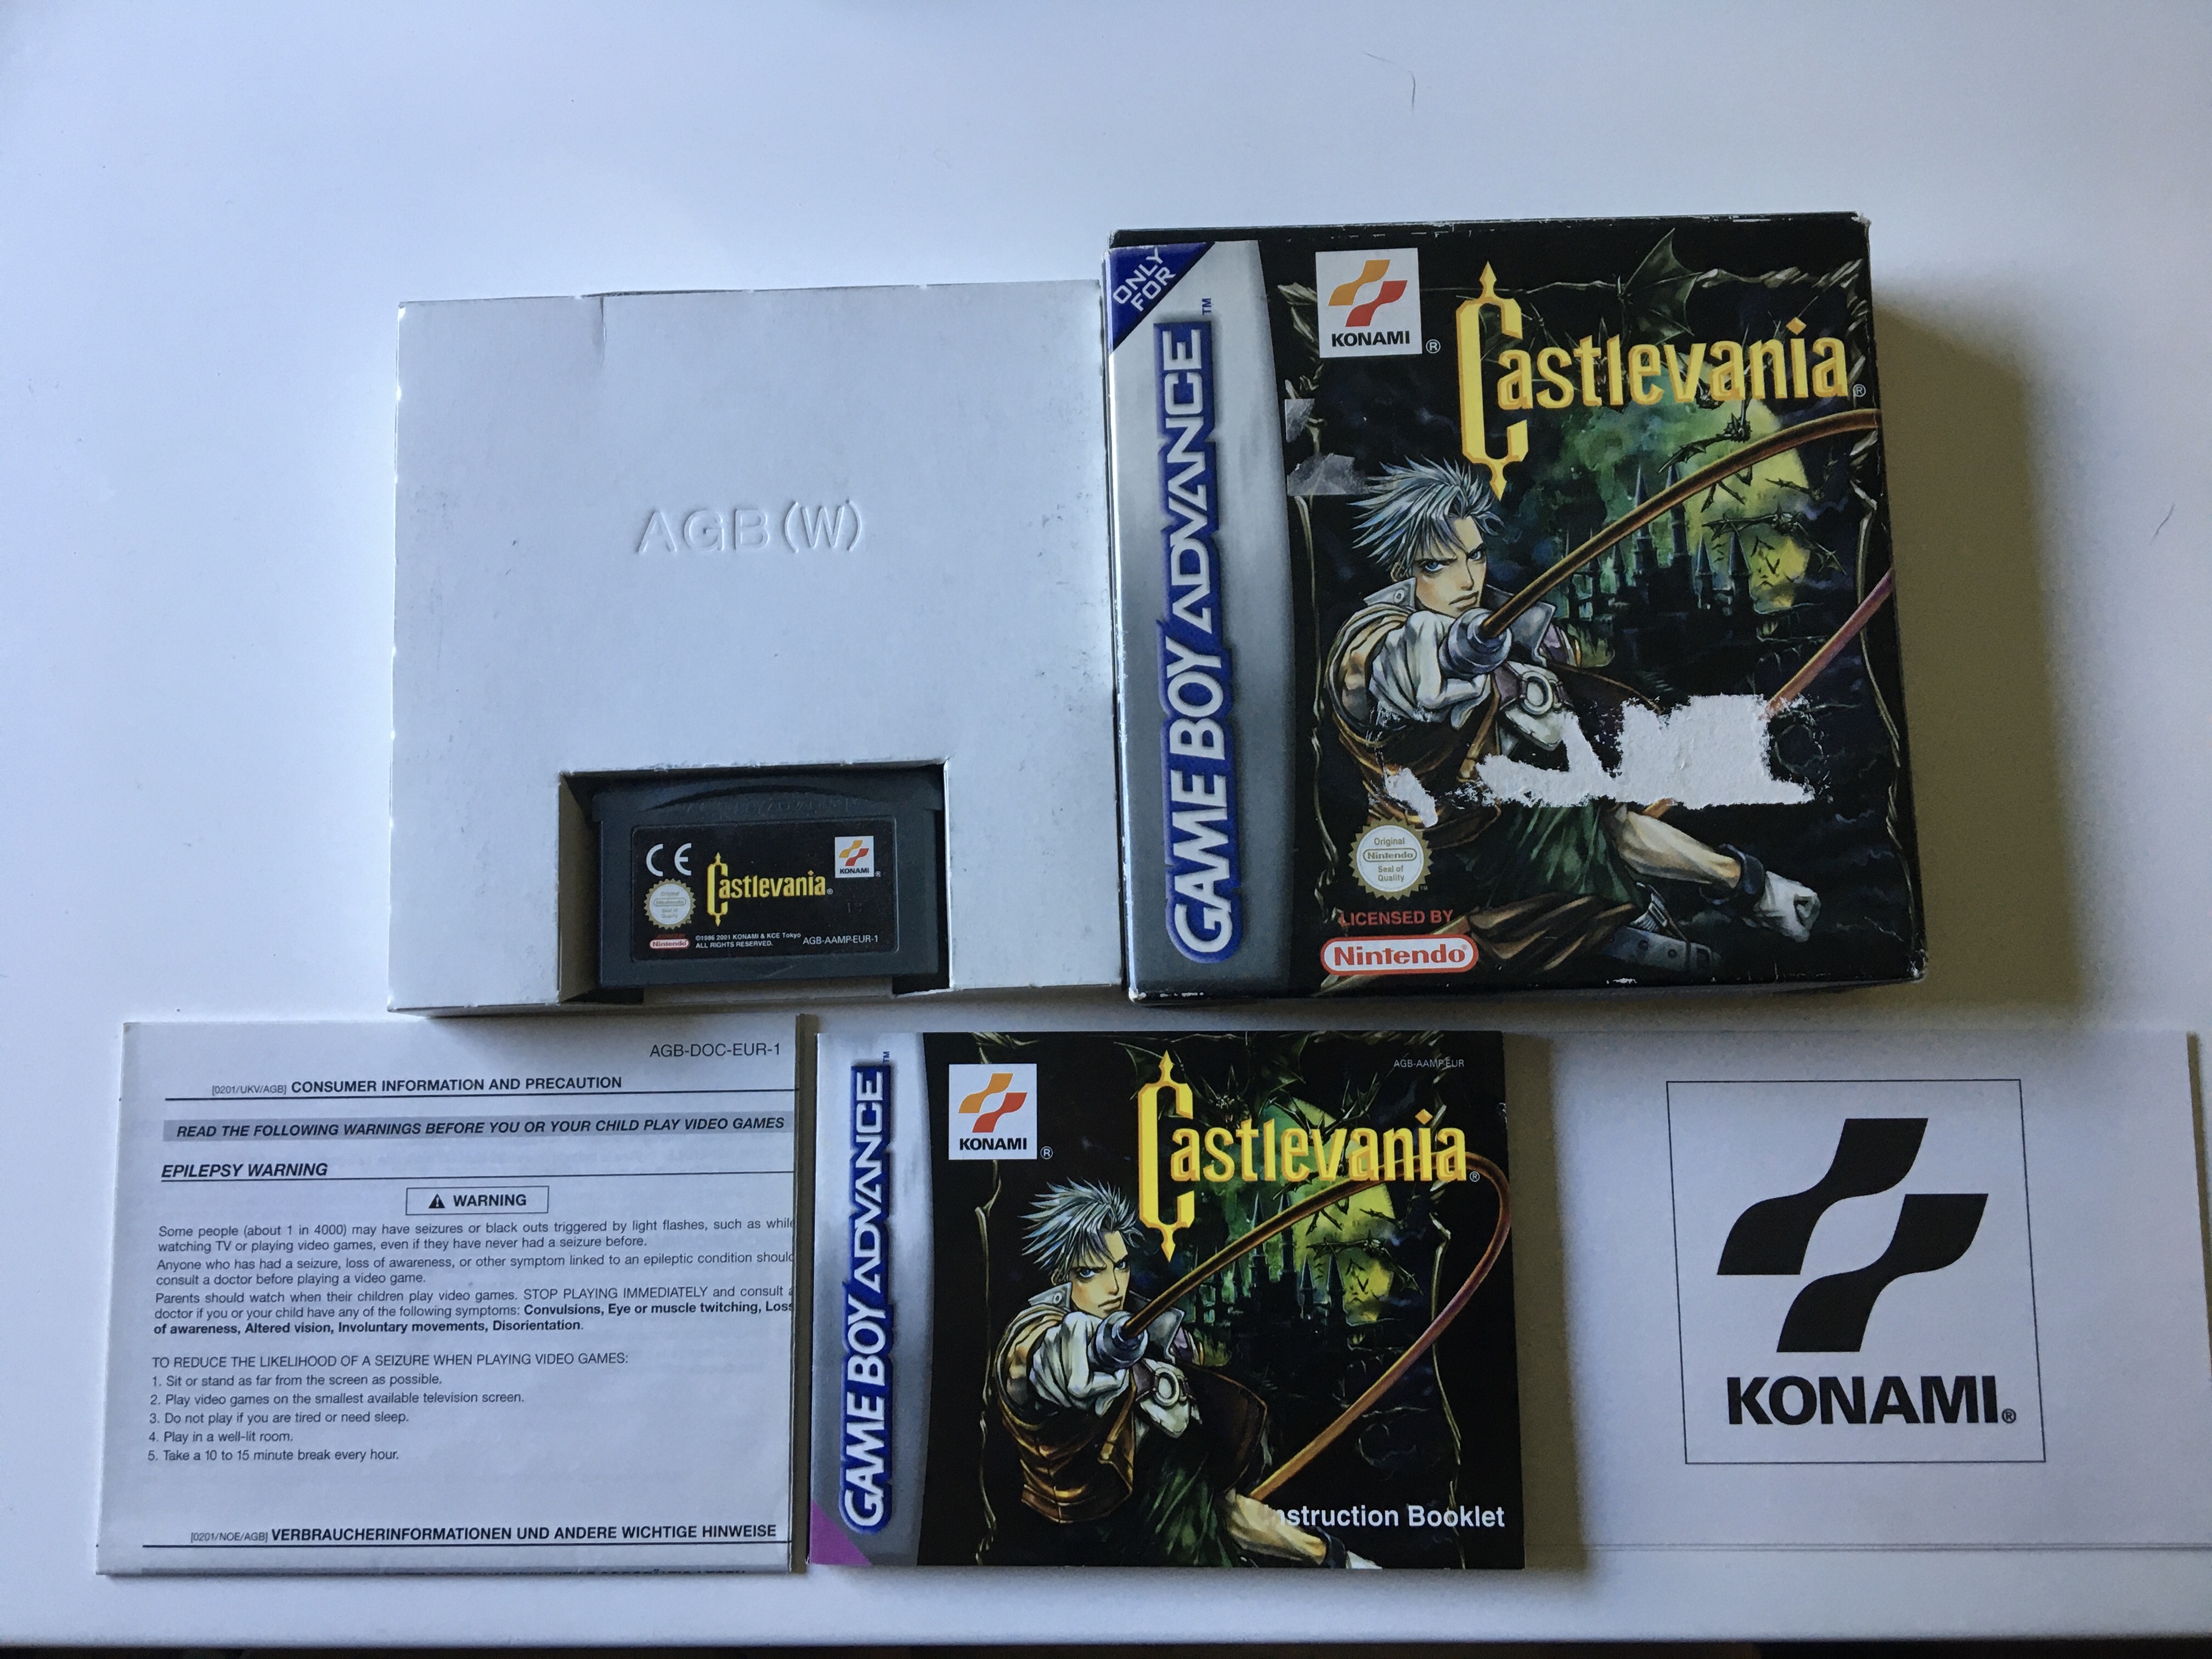 AGB (W)
CE
Castlevania®
KONAMI
Original
Nintendo
Seal of
Quality
Nintendo
©1986 2001 KONAMI & KCE Tokyo
ALL RIGHTS RESERVED.
AGB-AAMP-EUR-1
ONLY
FOR
GAME BOY ADVANCE™
KONAMI®
Castlevania®
Original
Nintendo
Seal of
Quality
LICENSED BY
Nintendo®
AGB-DOC-EUR-1
[0201/UKV/AGB] CONSUMER INFORMATION AND PRECAUTION
READ THE FOLLOWING WARNINGS BEFORE YOU OR YOUR CHILD PLAY VIDEO GAMES
EPILEPSY WARNING
WARNING
Some people (about 1 in 4000) may have seizures or black outs triggered by light flashes, such as while
watching TV or playing video games, even if they have never had a seizure before.
Anyone who has had a seizure, loss of awareness, or other symptom linked to an epileptic condition should
consult a doctor before playing a video game.
Parents should watch when their children play video games. STOP PLAYING IMMEDIATELY and consult a
doctor if you or your child have any of the following symptoms: Convulsions, Eye or muscle twitching, Loss
of awareness, Altered vision, Involuntary movements, Disorientation.
TO REDUCE THE LIKELIHOOD OF A SEIZURE WHEN PLAYING VIDEO GAMES:
1. Sit or stand as far from the screen as possible.
2. Play video games on the smallest available television screen.
3. Do not play if you are tired or need sleep.
4. Play in a well-lit room.
5. Take a 10 to 15 minute break every hour.
[0201/NOE/AGB] VERBRAUCHERINFORMATIONEN UND ANDERE WICHTIGE HINWEISE
GAME BOY ADVANCE™
KONAMI®
AGB-AAMP-EUR
Castlevania®
Instruction Booklet
KONAMI®